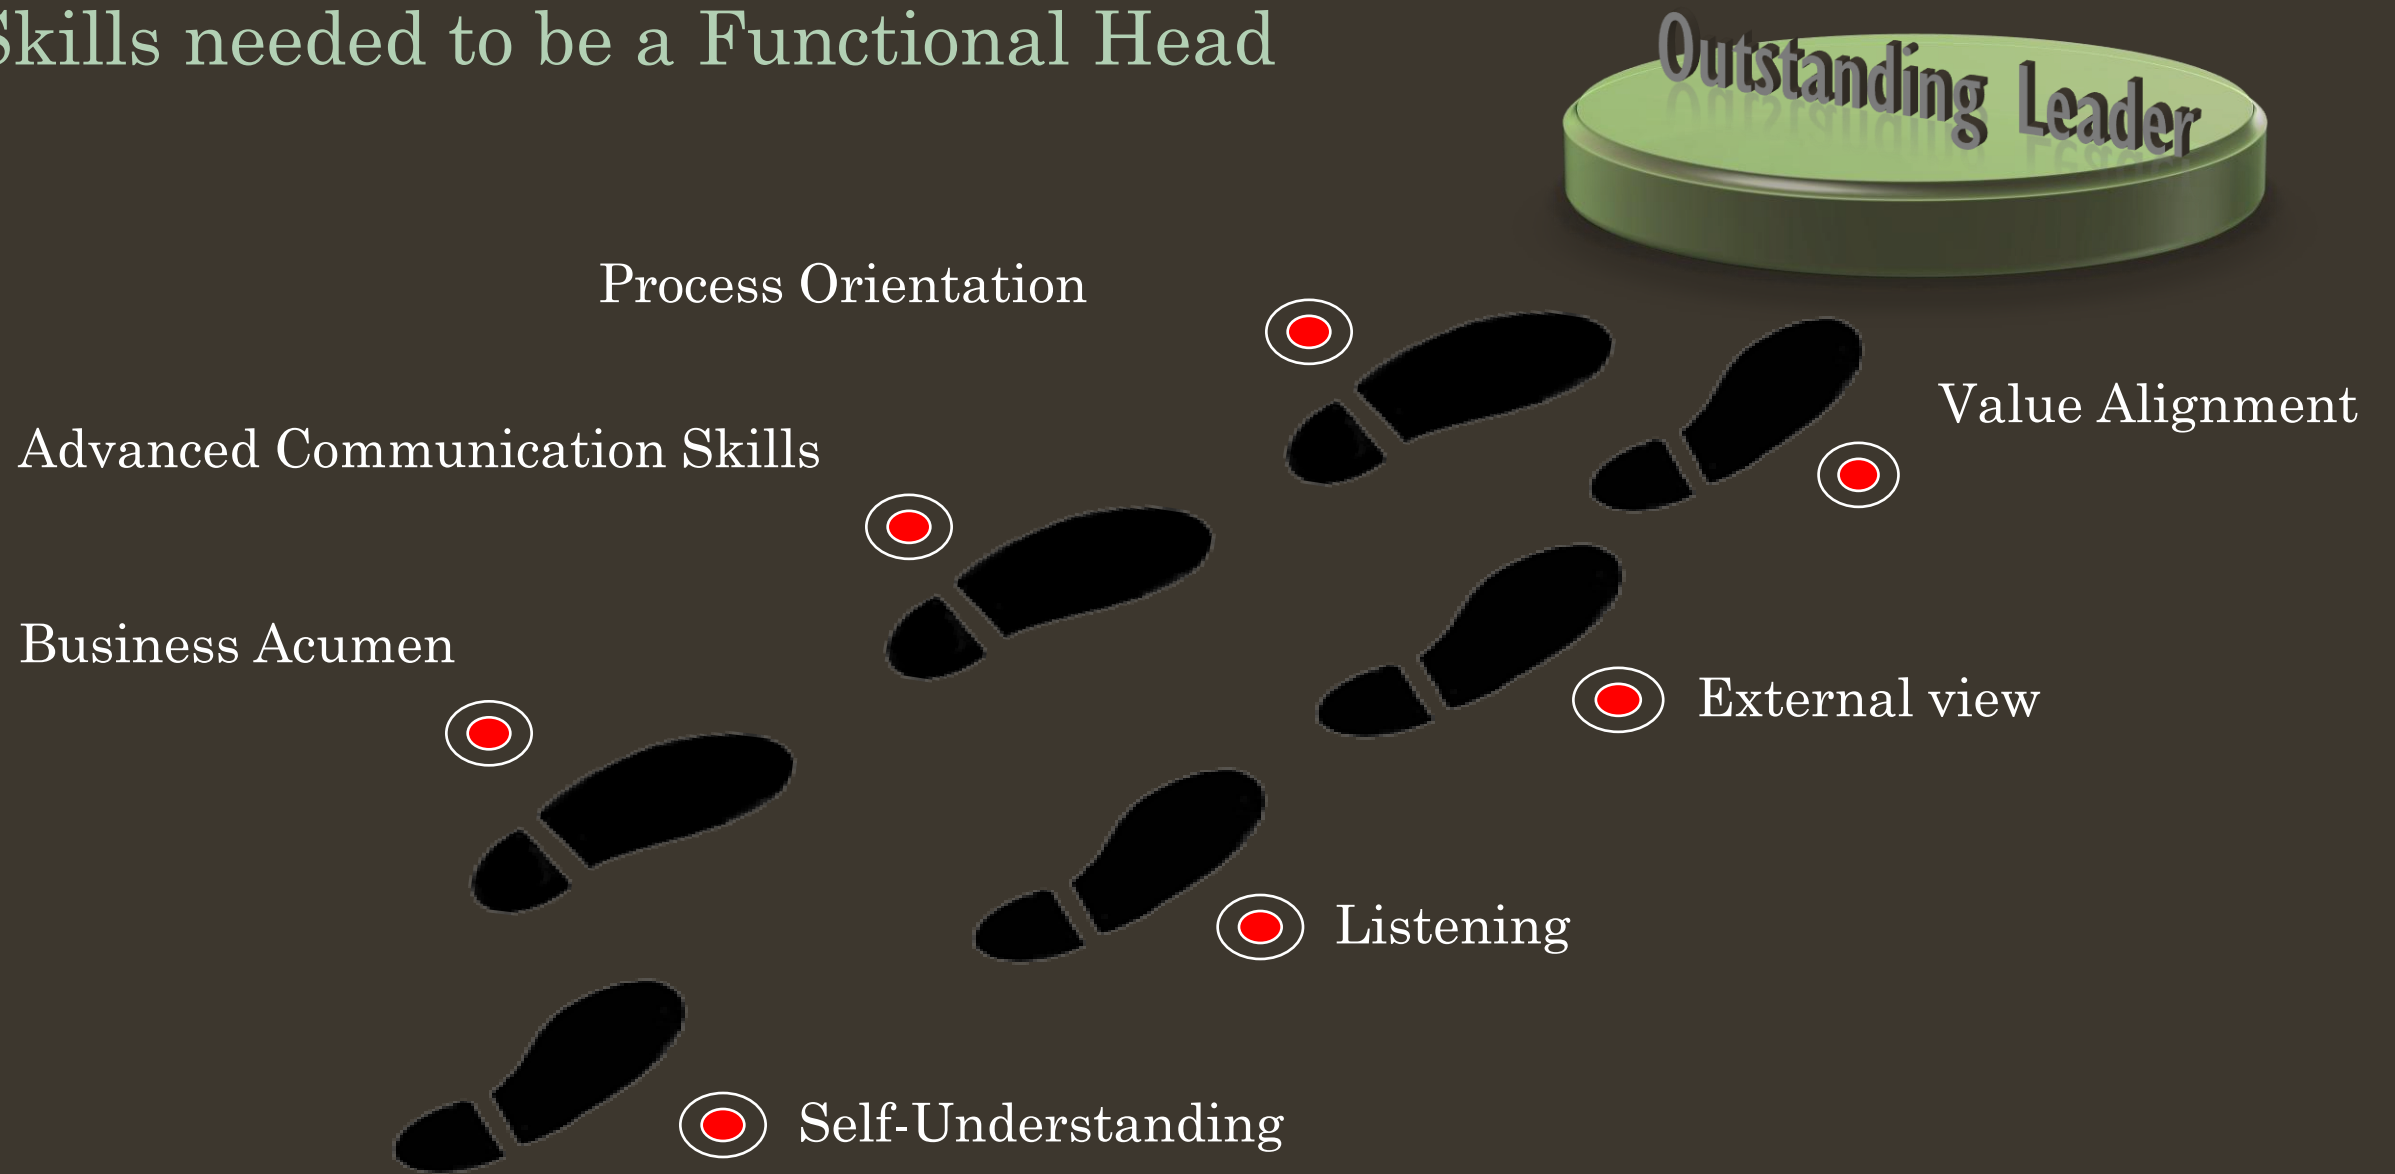 Skills needed to be a Functional Head
Outstanding Leader
Process Orientation
Value Alignment
Advanced Communication Skills
Business Acumen
External view
Listening
Self-Understanding